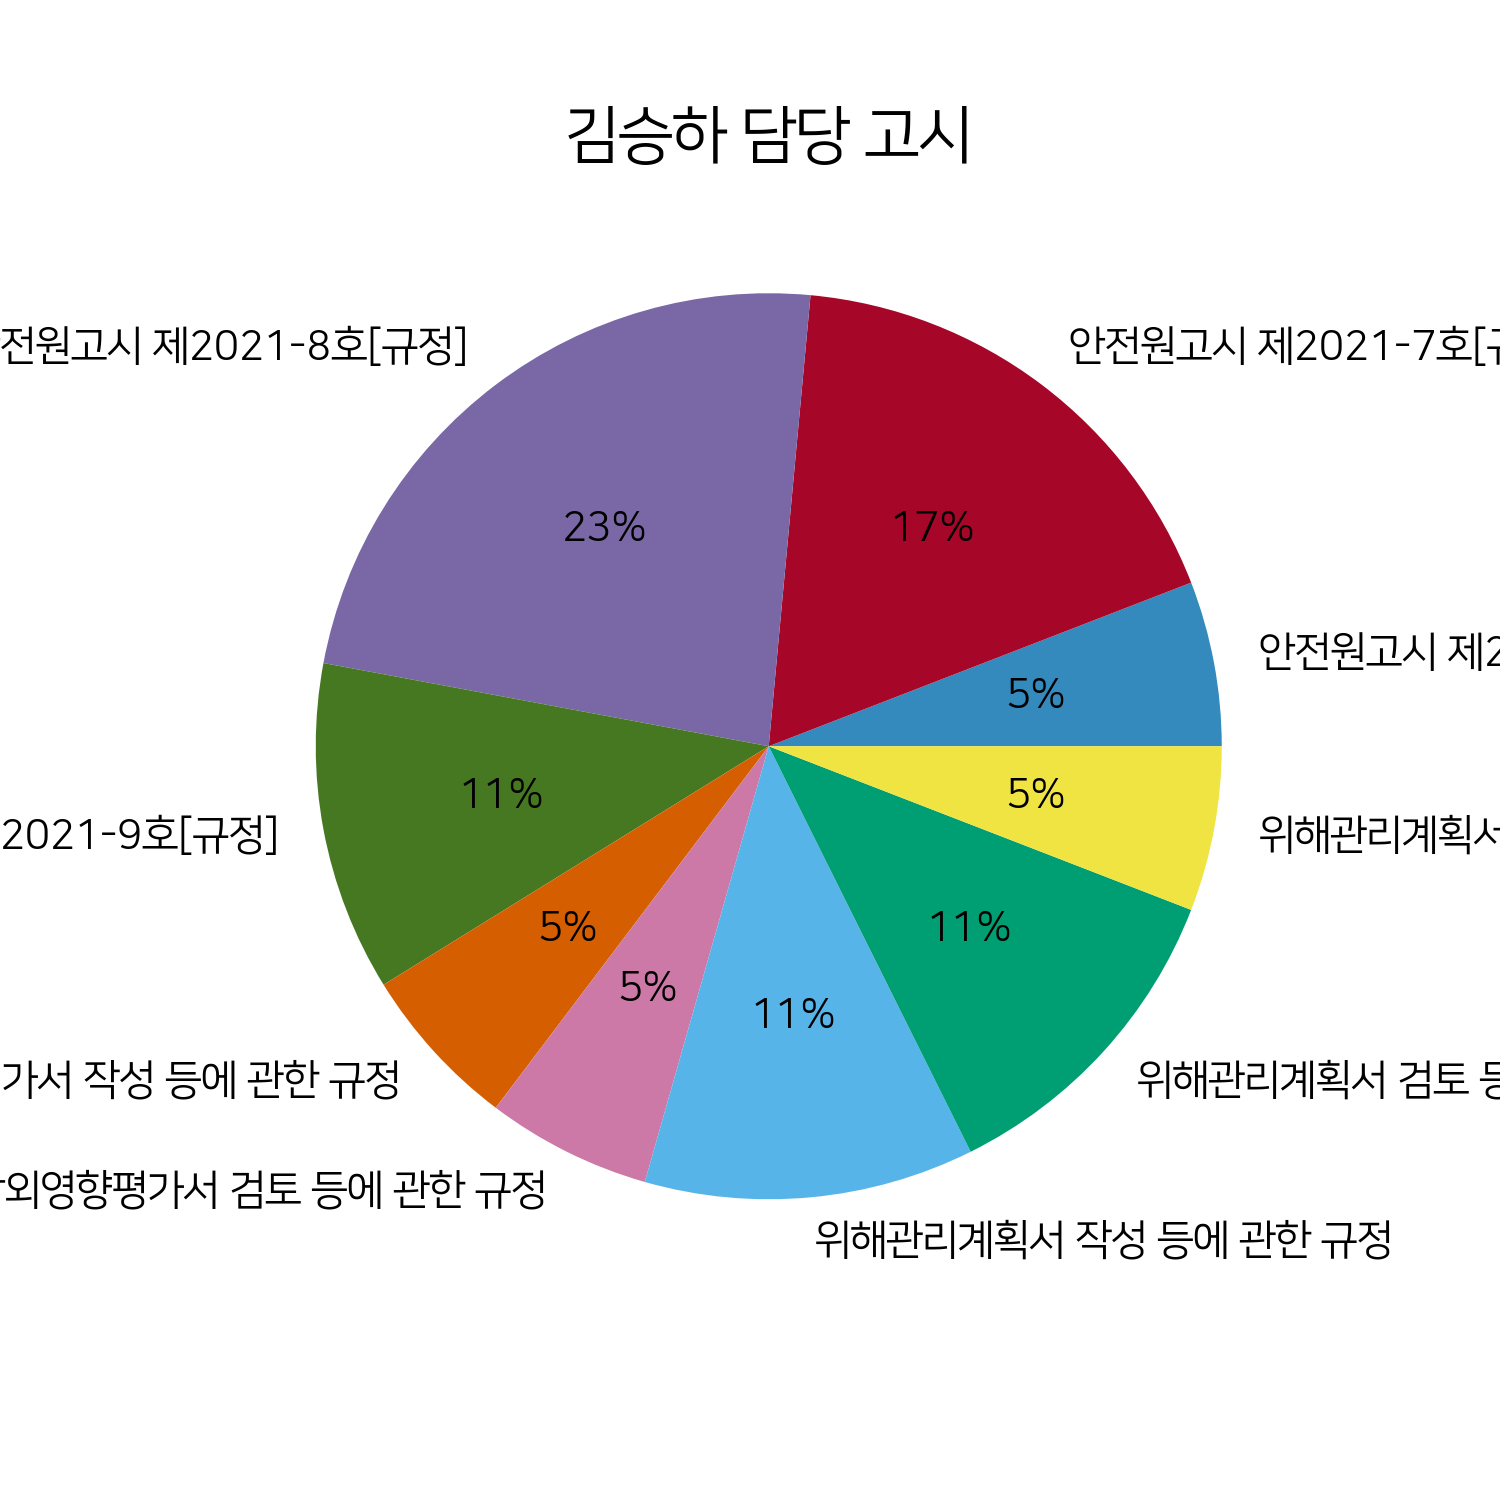 김승하 담당 고시
전원고시 제2021-8호[규정]
안전원고시 제2021-7호[
23%
17%
안전원고시 제
5%
11%
2021-9호[규정]
5%
위해관리계획서
5%
11%
5%
11%
가서 작성 등에 관한 규정
위해관리계획서 검토
외영향평가서 검토 등에 관한 규정
위해관리계획서 작성 등에 관한 규정